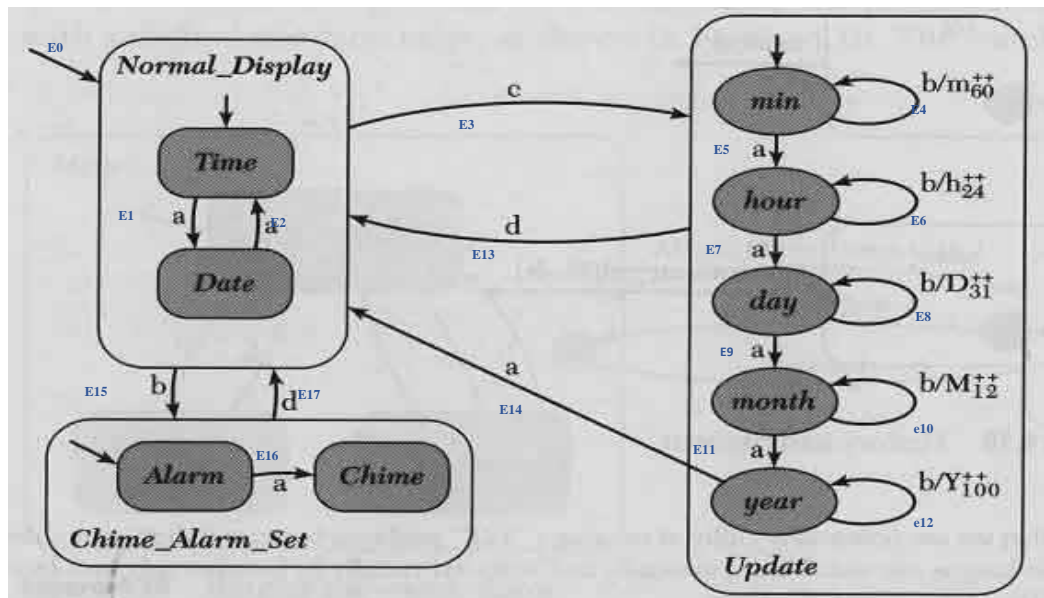 E0
Normal_Display
Time
E1
a
a
E2
Date
c
E3
d
E13
a
E14
E15
b
d
E17
Alarm
E16
a
Chime
Chime_Alarm_Set
min
b/m++60
E4
E5
a
hour
b/h++24
E6
E7
a
day
b/D++31
E8
E9
a
month
b/M++12
e10
E11
a
year
b/Y++100
e12
Update